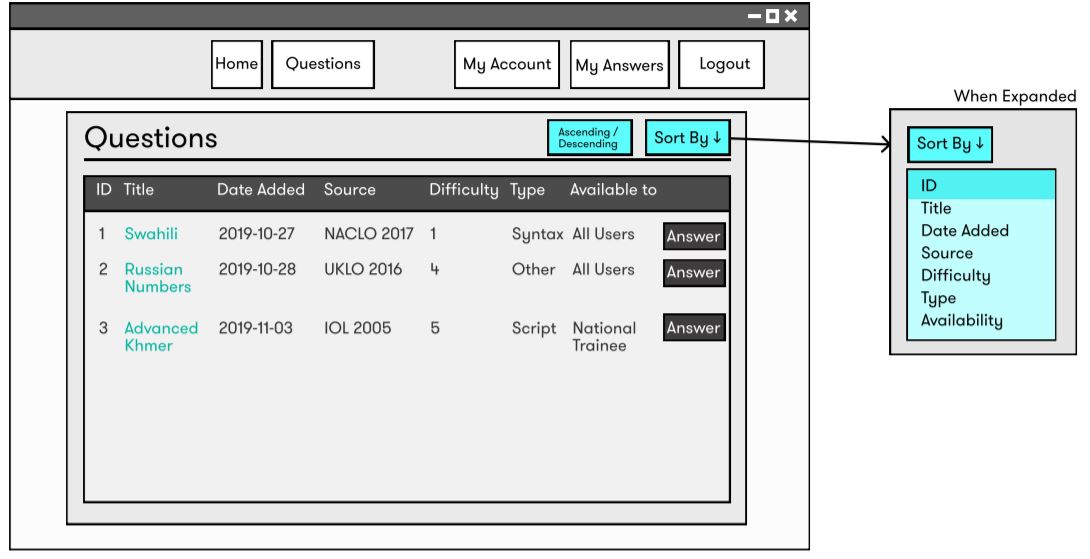 Home Questions My Account My Answers Logout
When Expanded
Questions
Ascending /
Descending
Sort By ↓
Sort By ↓
ID Title Date Added Source Difficulty Type Available to
1 Swahili 2019-10-27 NACLO 2017 1 Syntax All Users Answer
2 Russian 2019-10-28 UKLO 2016 4 Other All Users Answer
Numbers
3 Advanced 2019-11-03 IOL 2005 5 Script National Answer
Khmer Trainee
ID
Title
Date Added
Source
Difficulty
Type
Availability